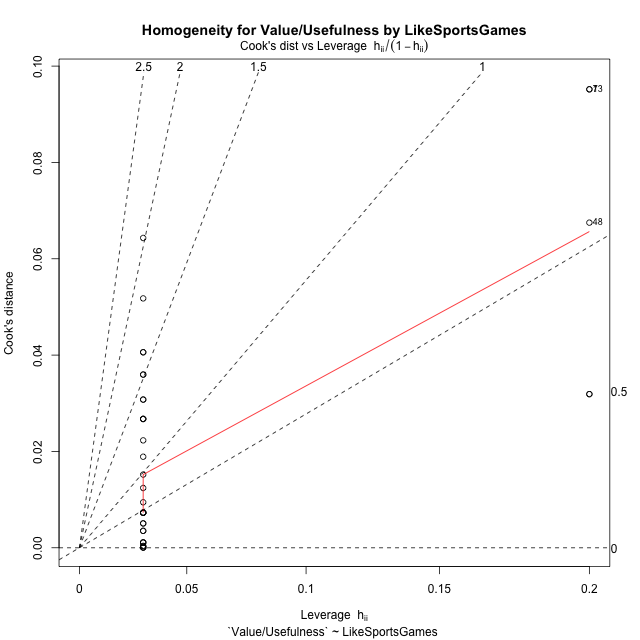 Homogeneity for Value/Usefulness by LikeSportsGames
Cook's dist vs Leverage hii/(1 − hii)
2.5 2 1.5 1
0.5
0
48
Cook's distance
0.10
0.08
0.06
0.04
0.02
0.00
0 0.05 0.1 0.15 0.2
Leverage hii
`Value/Usefulness` ~ LikeSportsGames